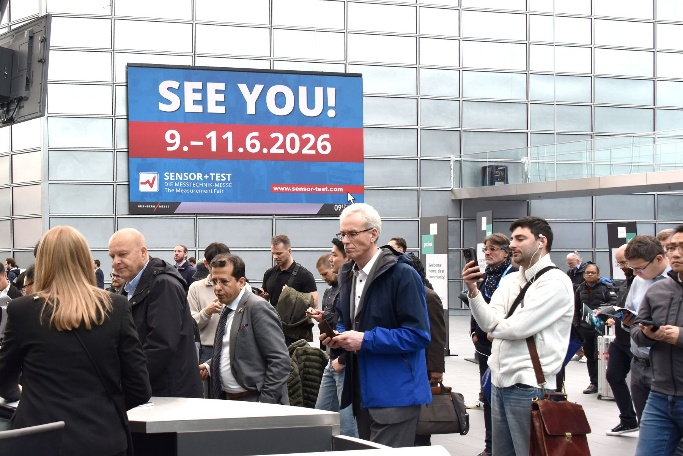 SEE YOU!
9.–11.6.2026
SENSOR+TEST
DIE MESSTECHNIK-MESSE
The Measurement Fair
www.sensor-test.com